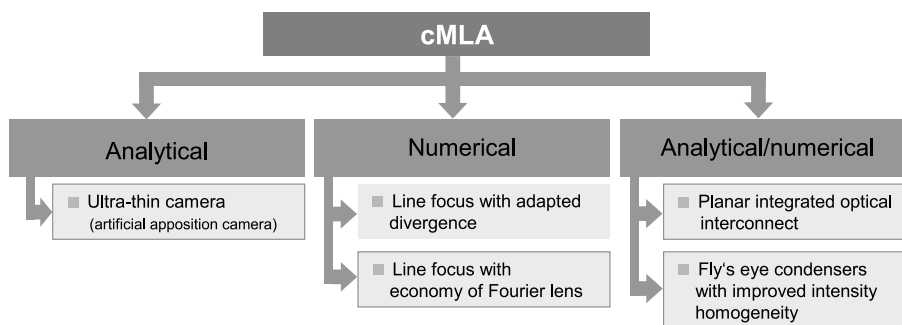 cMLA
Analytical
Ultra-thin camera
(artificial apposition camera)
Numerical
Line focus with adapted
divergence
Line focus with
economy of Fourier lens
Analytical/numerical
Planar integrated optical
interconnect
Fly‘s eye condensers
with improved intensity
homogeneity